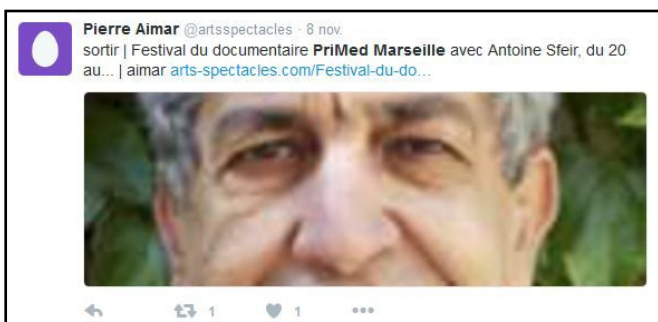 Pierre Aimar @artsspectacles · 8 nov.
sortir | Festival du documentaire PriMed Marseille avec Antoine Sfeir, du 20
au... | aimar arts-spectacles.com/Festival-du-do...
1 1